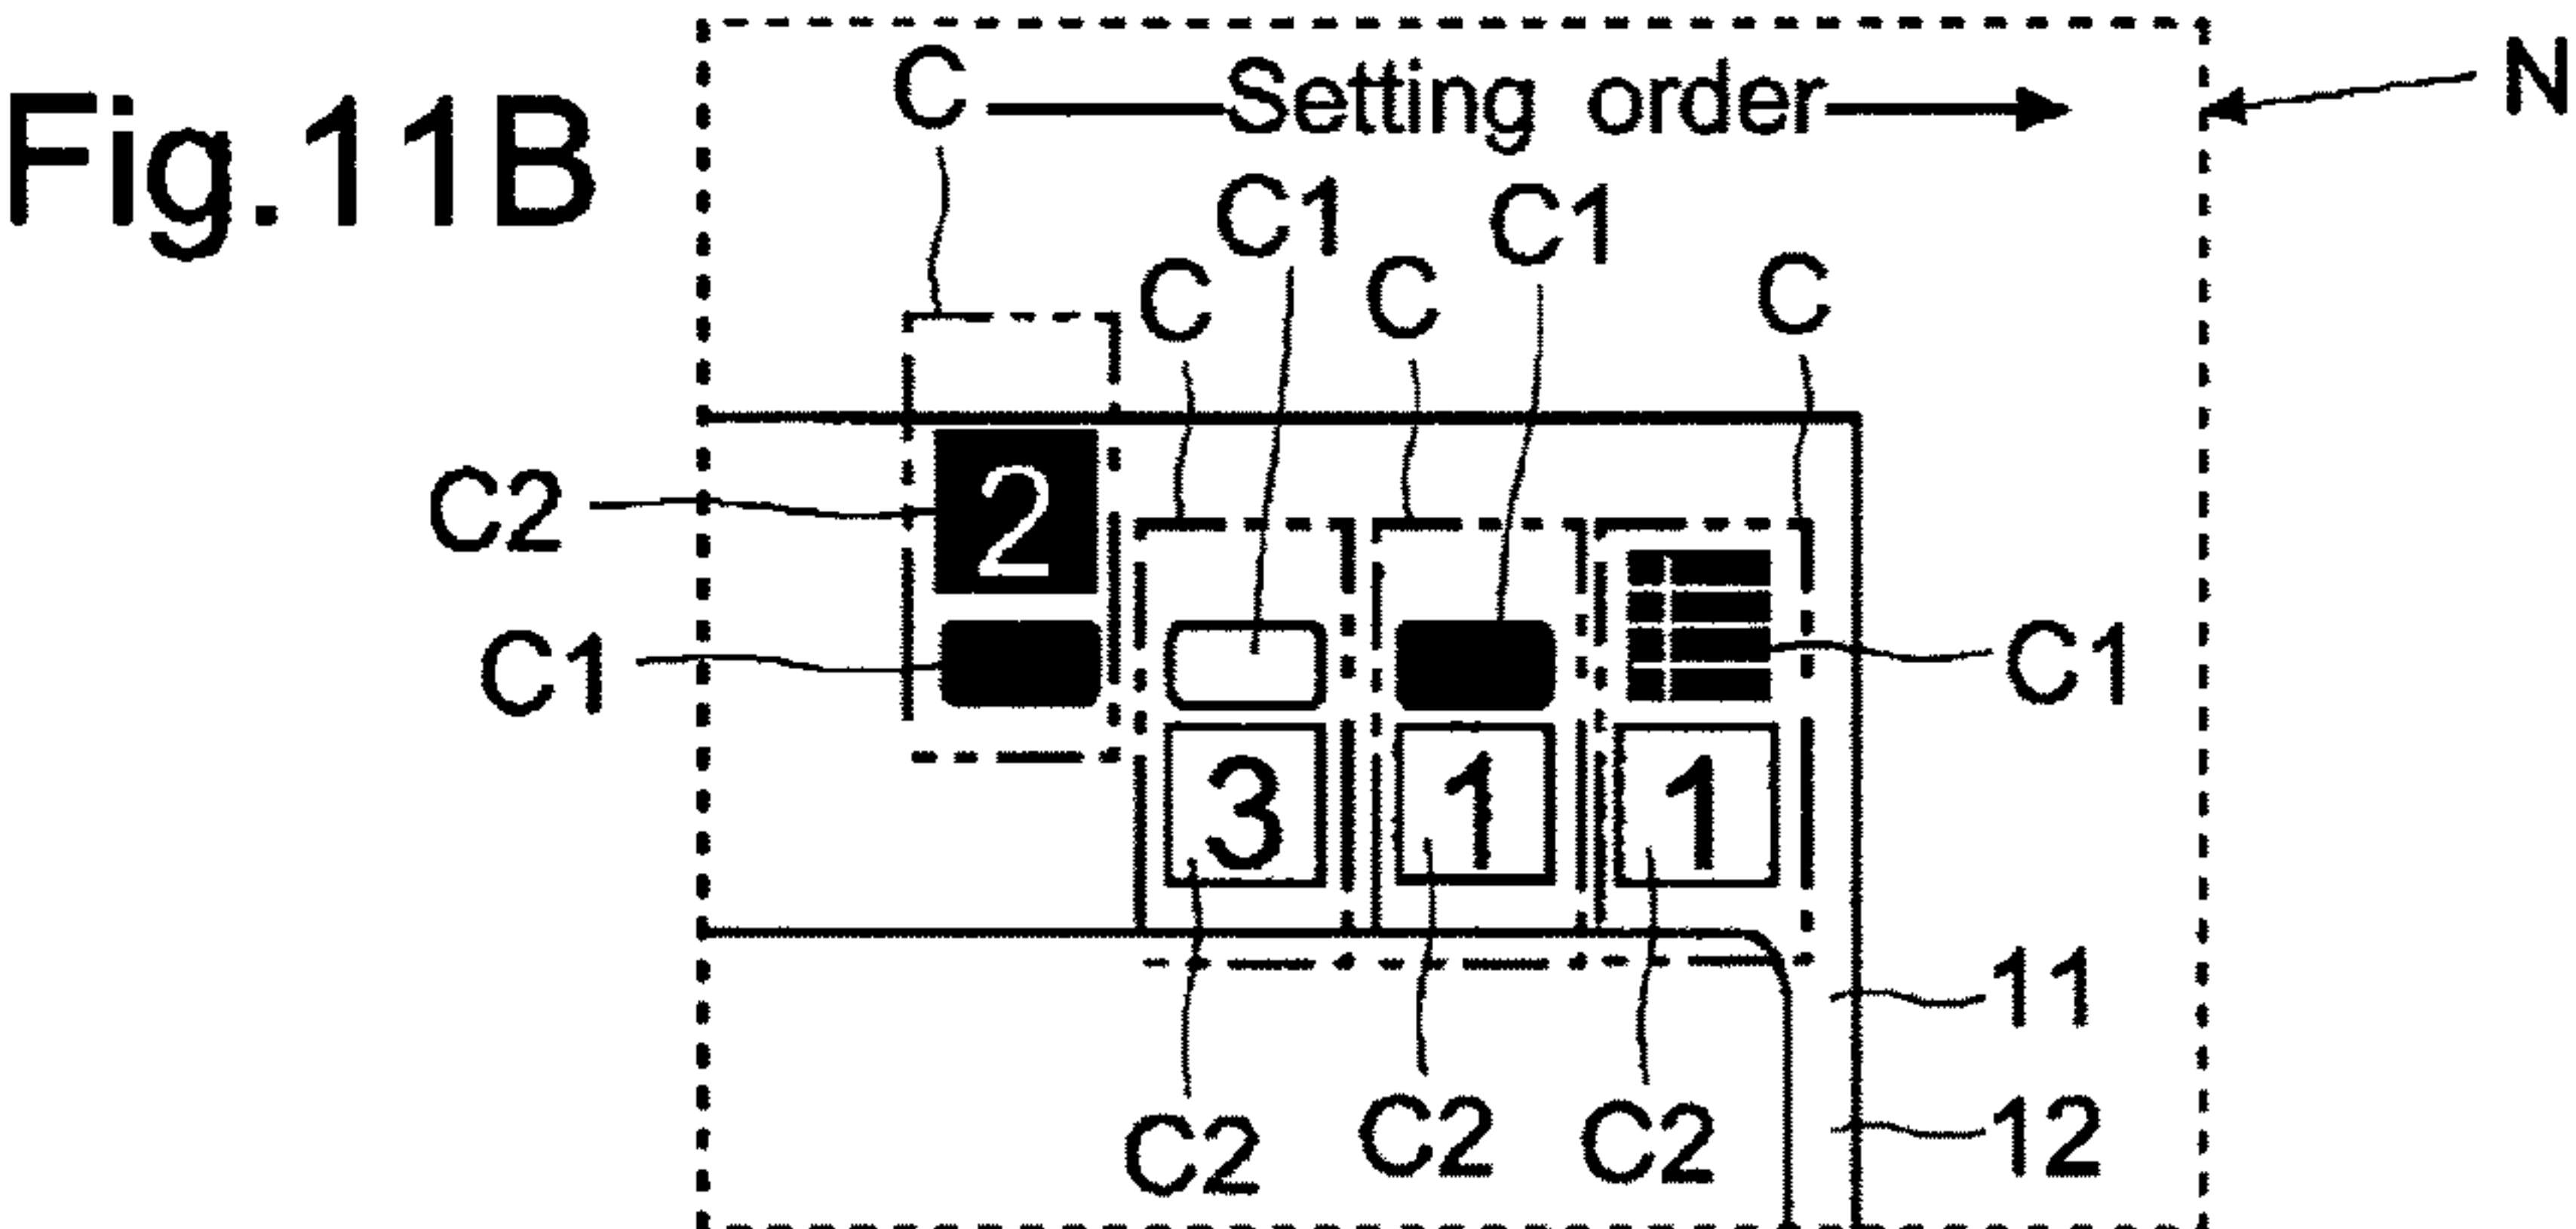 Fig.11B
C Setting order N
C1 C1
C C C
C2 2
C1 C1
3 1 1
11
C2 C2 C2 12